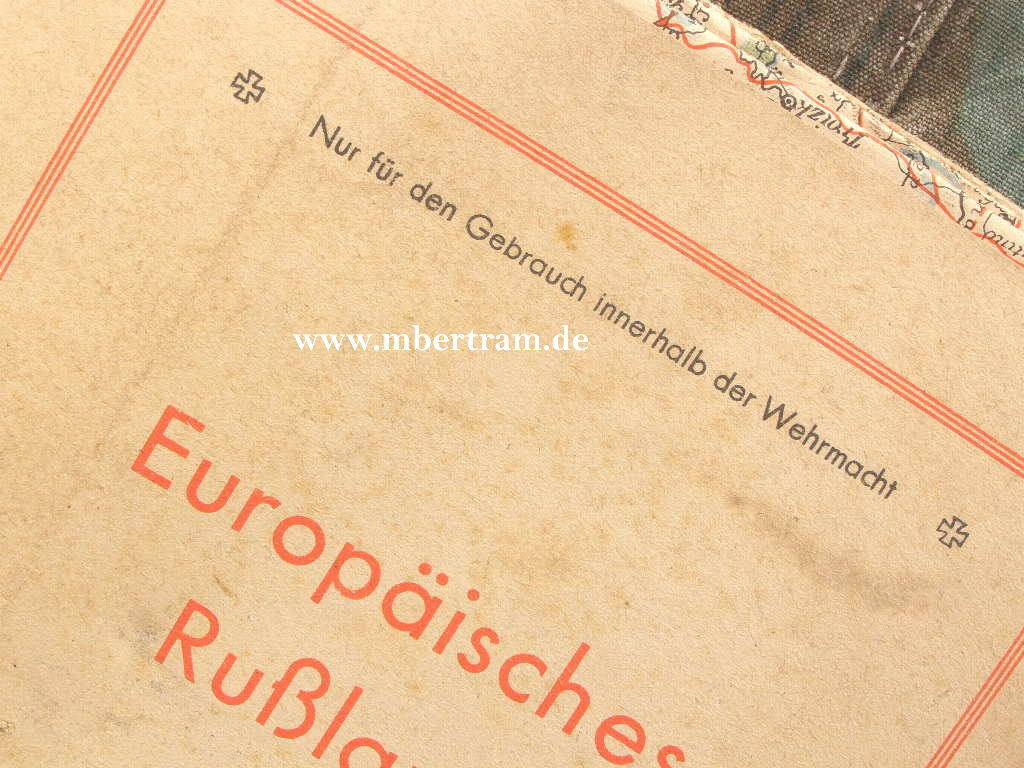 Nur für den Gebrauch innerhalb der Wehrmacht
www.mbertram.de
Europäisches
Rußla